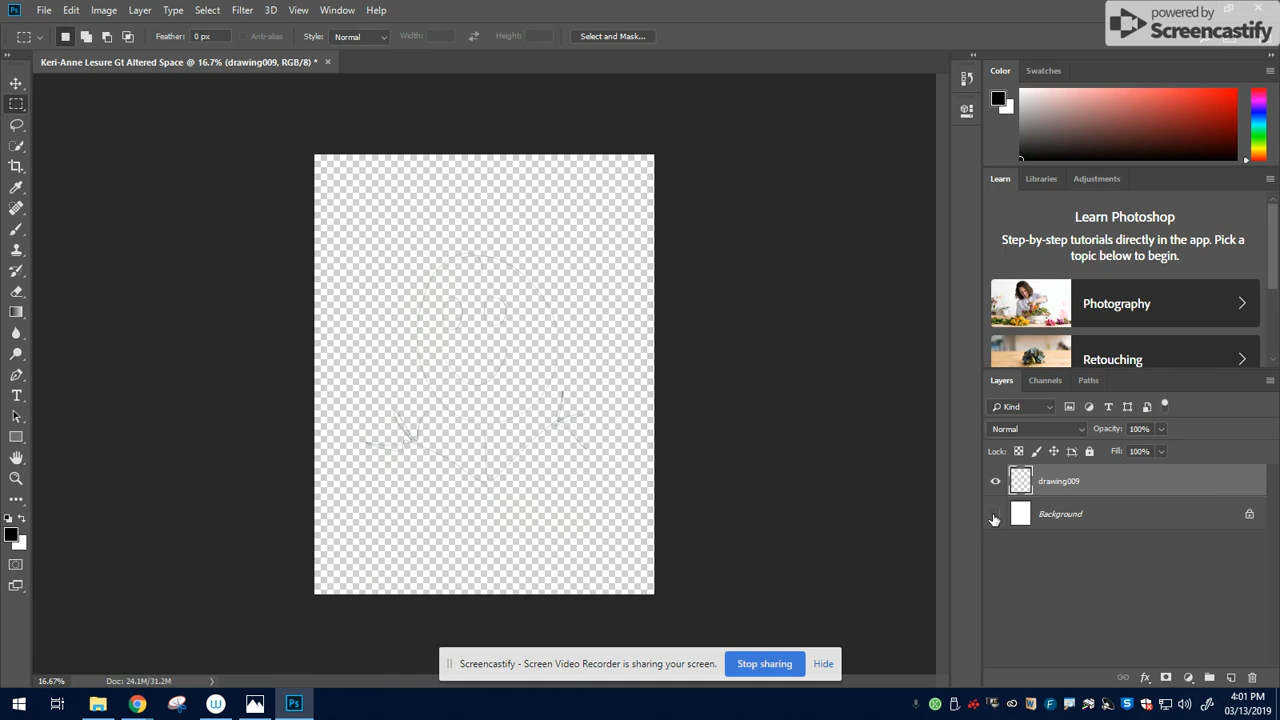 Ps File Edit Image Layer Type Select Filter 3D View Window Help
powered by
Screencastify
Feather: 0 px Anti-alias Style: Normal Width: Height: Select and Mask...
Keri-Anne Lesure Gt Altered Space @ 16.7% (drawing009, RGB/8) * ×
Color Swatches
Learn Libraries Adjustments
Learn Photoshop
Step-by-step tutorials directly in the app. Pick a
topic below to begin.
Photography
Retouching
Layers Channels Paths
Kind
Normal Opacity: 100%
Lock: Fill: 100%
drawing009
Background
Screencastify - Screen Video Recorder is sharing your screen. Stop sharing Hide
16.67% Doc: 24.1M/31.2M
4:01 PM
03/13/2019